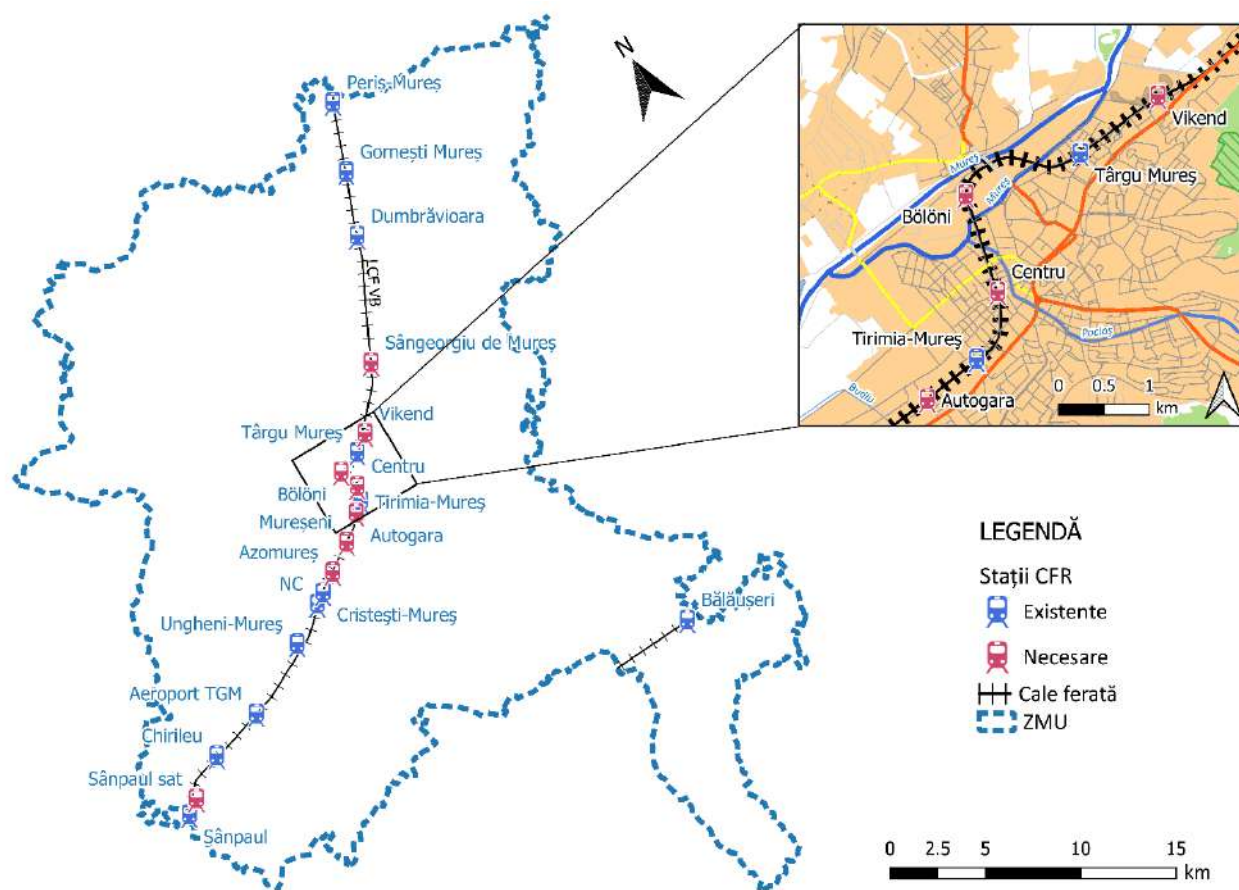 N
Periș-Mureș
Gornești Mureș
Dumbrăvioara
LCF VB
Sângeorgiu de Mureș
Vikend
Târgu Mureș
Centru
Bölöni
Tirimia-Mureș
Mureșeni
Autogara
Azomureș
NC
Cristești-Mureș
Ungheni-Mureș
Aeroport TGM
Chirileu
Sânpaul sat
Sânpaul
Bălăușeri
Vikend
Mureș
Târgu Mureș
Mureș
Bölöni
Centru
Tirimia-Mureș
Pocloș
Budiu
Autogara
0 0.5 1
km
LEGENDĂ
Stații CFR
Existente
Necesare
Cale ferată
ZMU
0 2.5 5 10 15
km